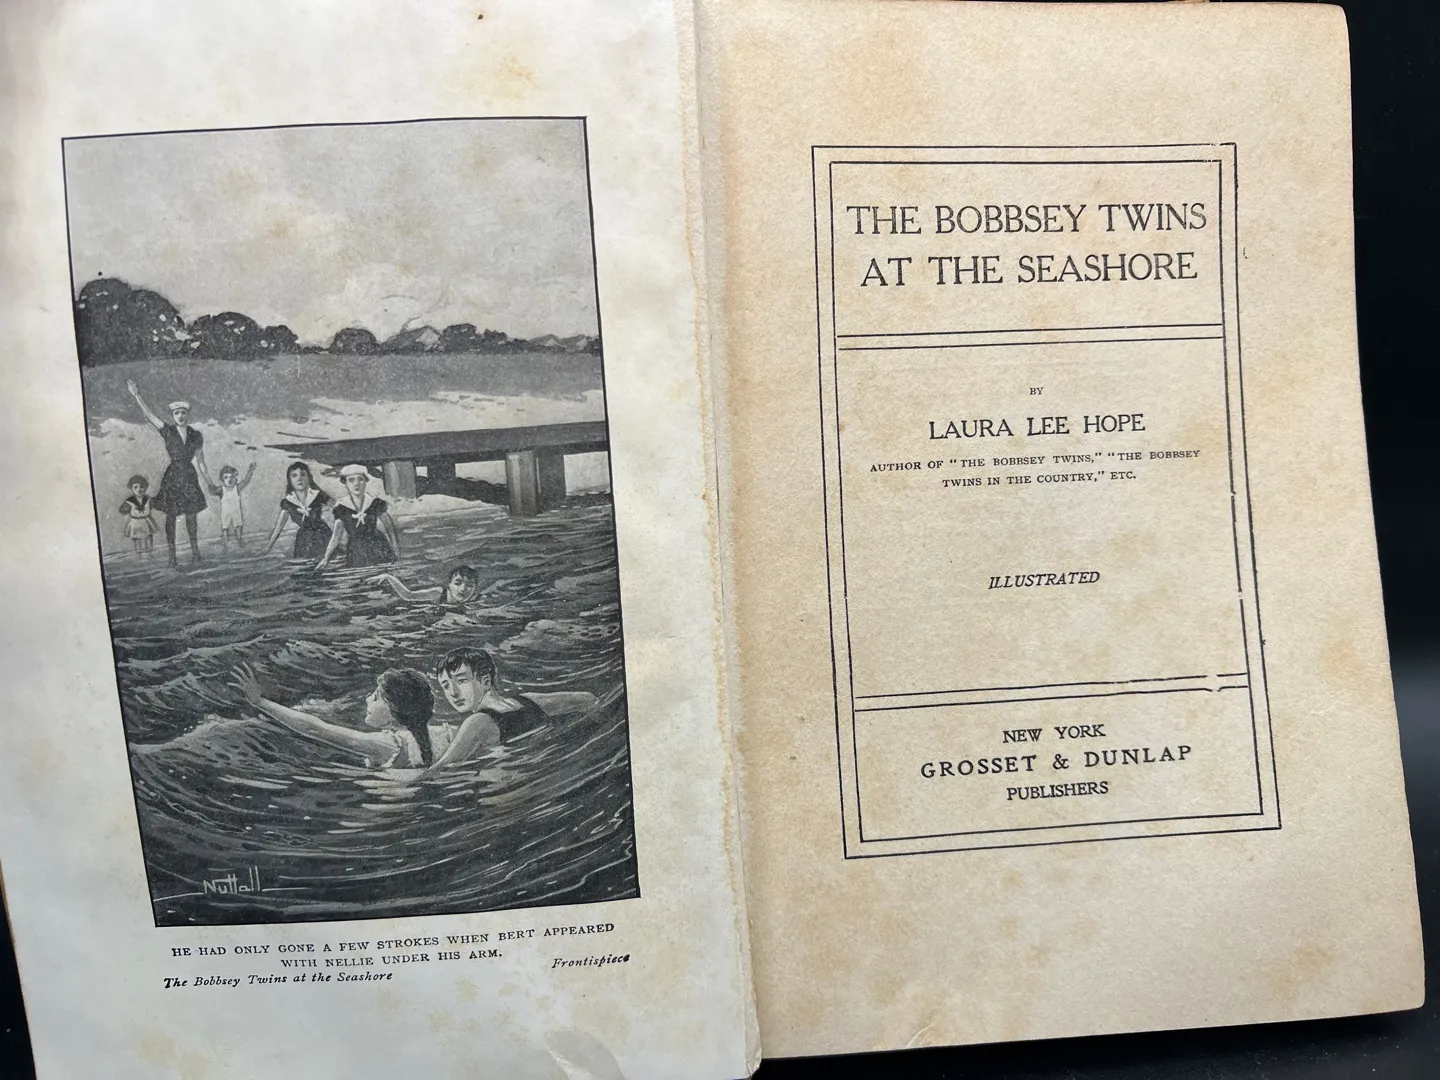 Nuttall
HE HAD ONLY GONE A FEW STROKES WHEN BERT APPEARED
WITH NELLIE UNDER HIS ARM.
The Bobbsey Twins at the Seashore Frontispiece
THE BOBBSEY TWINS
AT THE SEASHORE
BY
LAURA LEE HOPE
AUTHOR OF "THE BOBBSEY TWINS," "THE BOBBSEY
TWINS IN THE COUNTRY," ETC.
ILLUSTRATED
NEW YORK
GROSSET & DUNLAP
PUBLISHERS